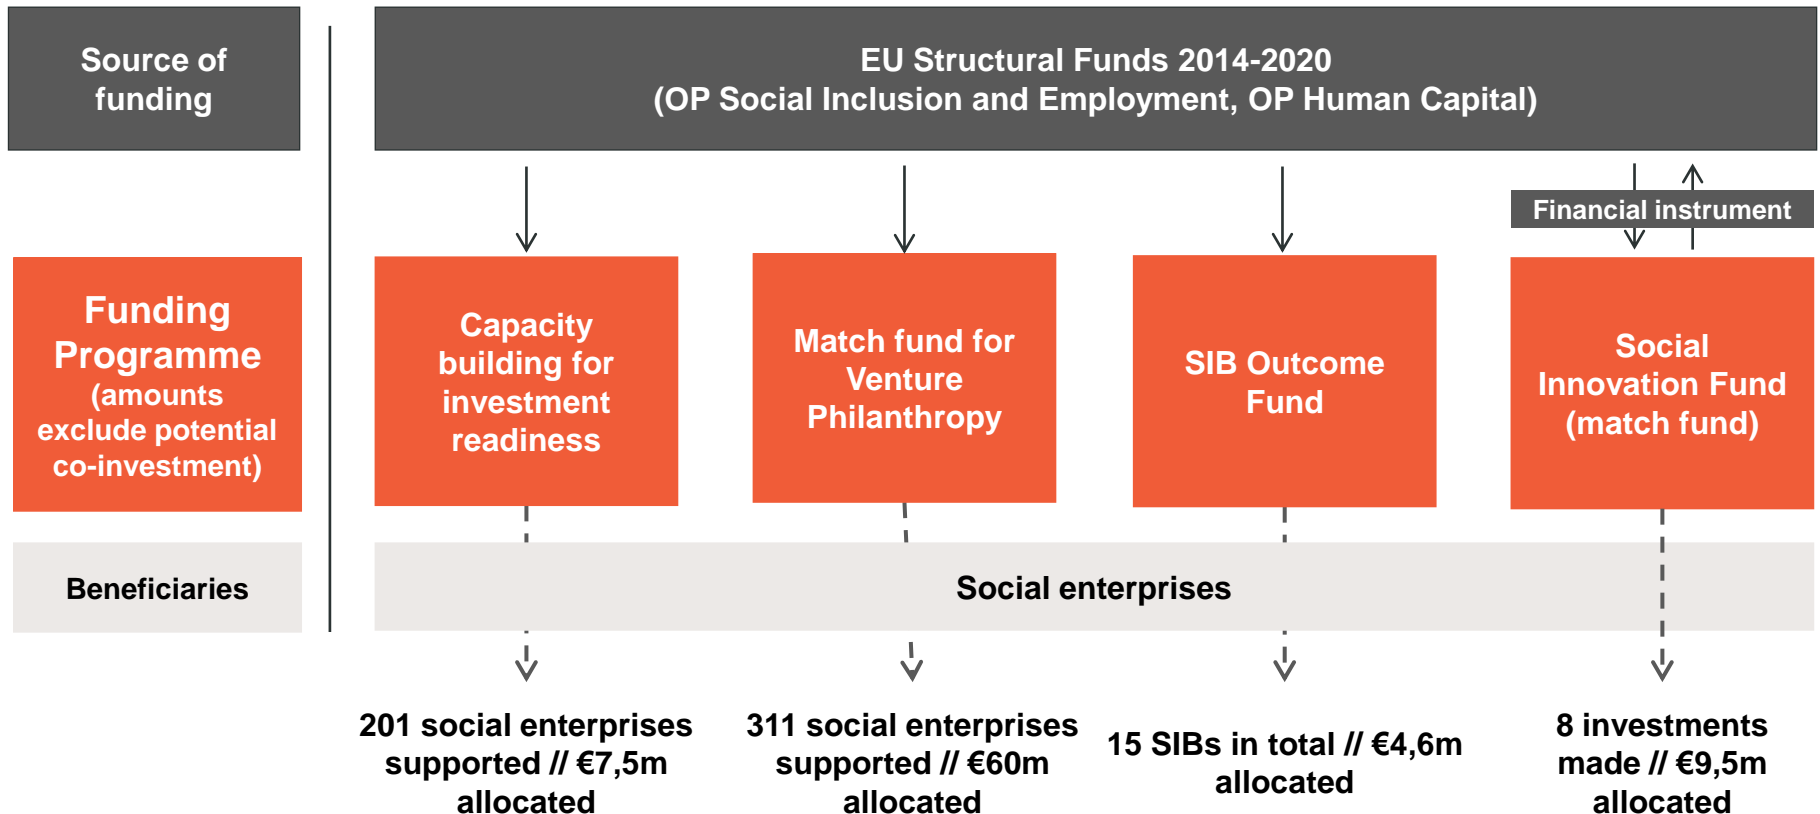 Source of
funding
EU Structural Funds 2014-2020
(OP Social Inclusion and Employment, OP Human Capital)
Financial instrument
Funding
Programme
(amounts
exclude potential
co-investment)
Capacity
building for
investment
readiness
Match fund for
Venture
Philanthropy
SIB Outcome
Fund
Social
Innovation Fund
(match fund)
Beneficiaries
Social enterprises
201 social enterprises
supported // €7,5m
allocated
311 social enterprises
supported // €60m
allocated
15 SIBs in total // €4,6m
allocated
8 investments
made // €9,5m
allocated